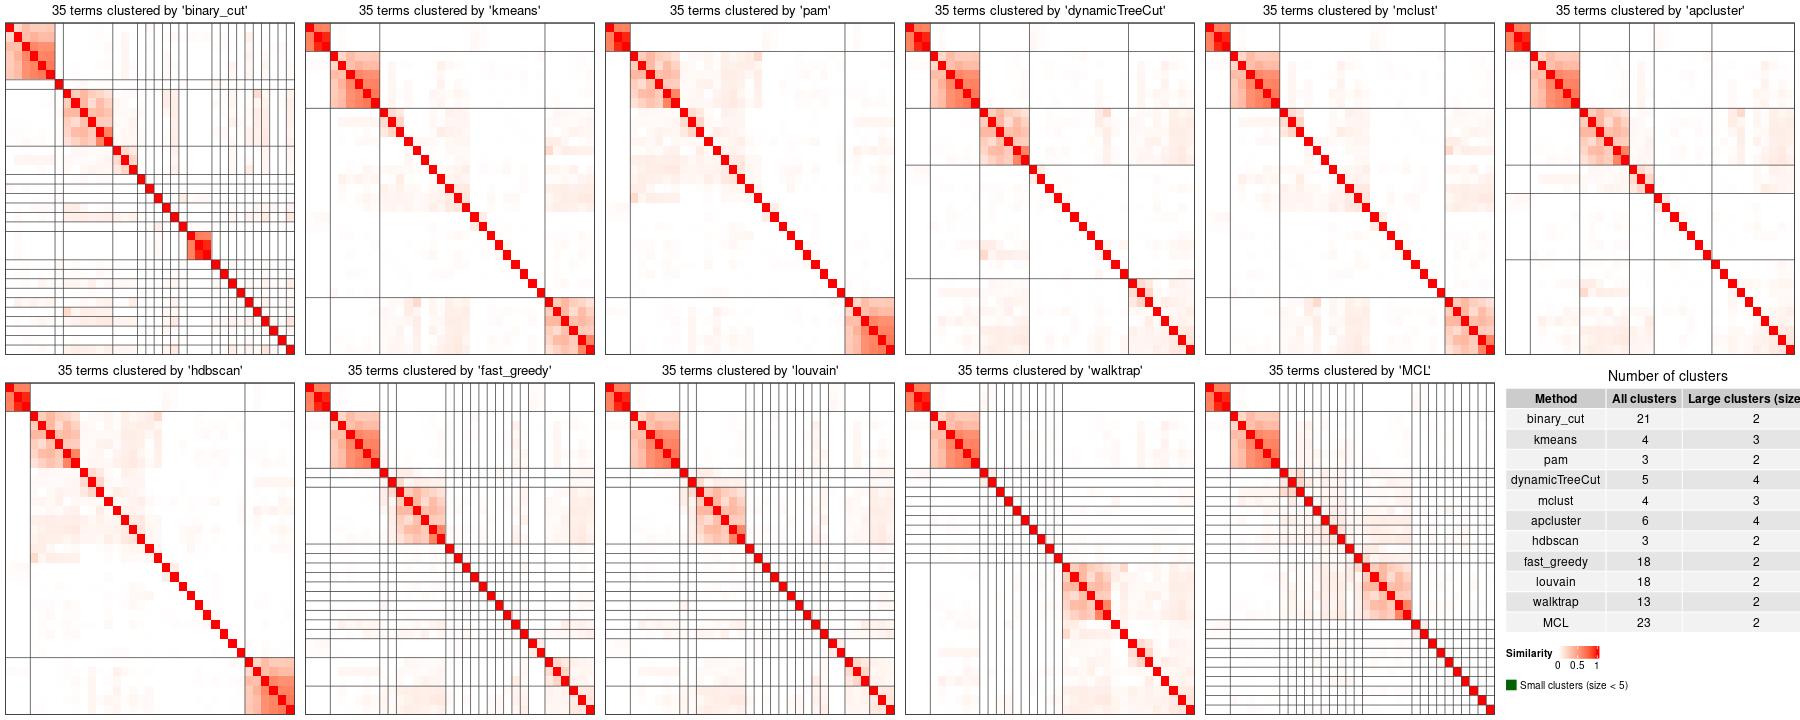 35 terms clustered by 'binary_cut'
35 terms clustered by 'kmeans'
35 terms clustered by 'pam'
35 terms clustered by 'dynamicTreeCut'
35 terms clustered by 'mclust'
35 terms clustered by 'apcluster'
35 terms clustered by 'hdbscan'
35 terms clustered by 'fast_greedy'
35 terms clustered by 'louvain'
35 terms clustered by 'walktrap'
35 terms clustered by 'MCL'
Number of clusters
Method All clusters Large clusters (size
binary_cut 21 2
kmeans 4 3
pam 3 2
dynamicTreeCut 5 4
mclust 4 3
apcluster 6 4
hdbscan 3 2
fast_greedy 18 2
louvain 18 2
walktrap 13 2
MCL 23 2
Similarity
0 0.5 1
Small clusters (size < 5)